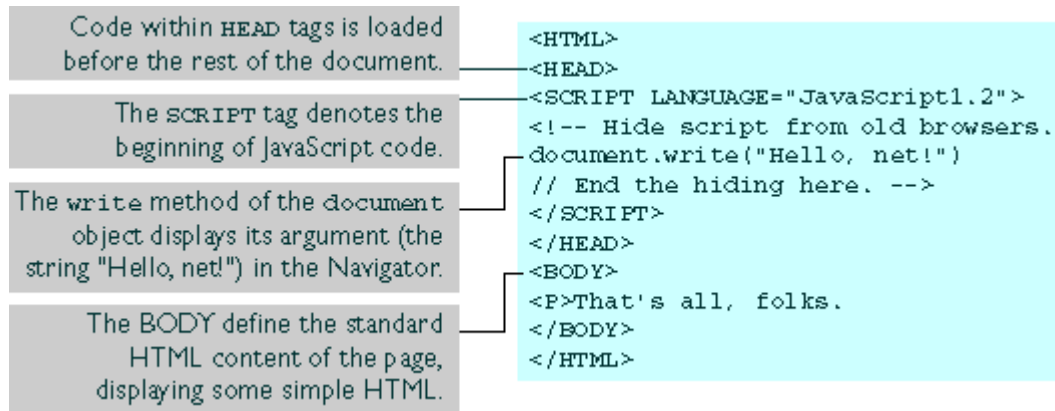 Code within HEAD tags is loaded
before the rest of the document.
The SCRIPT tag denotes the
beginning of JavaScript code.
The write method of the document
object displays its argument (the
string "Hello, net!") in the Navigator.
The BODY define the standard
HTML content of the page,
displaying some simple HTML.
<HTML>
<HEAD>
<SCRIPT LANGUAGE="JavaScript1.2">
<!-- Hide script from old browsers.
document.write("Hello, net!")
// End the hiding here. -->
</SCRIPT>
</HEAD>
<BODY>
<P>That's all, folks.
</BODY>
</HTML>